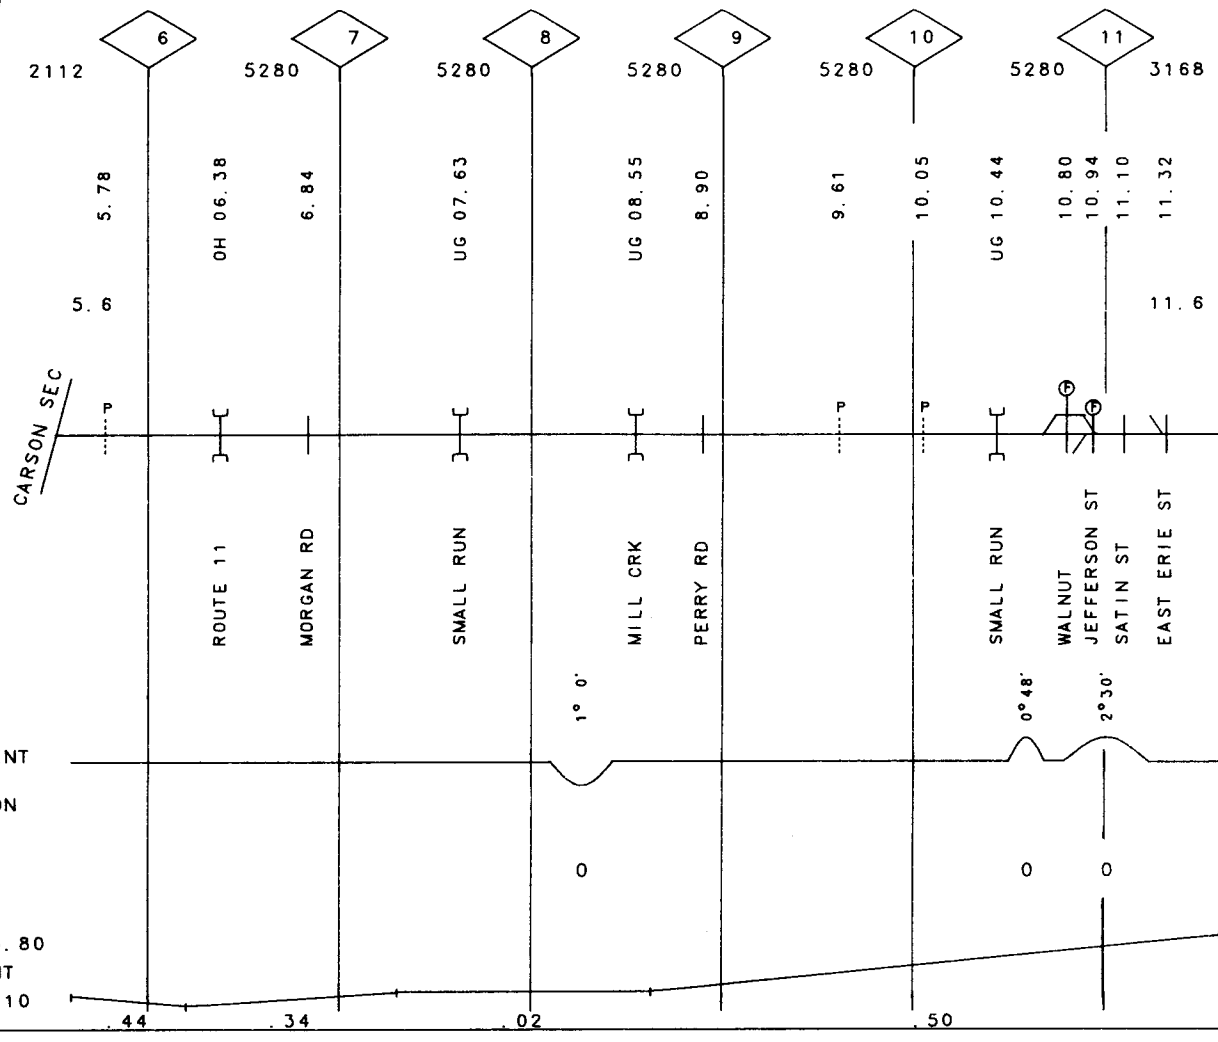 6 7 8 9 10 11
2112 5280 5280 5280 5280 5280 3168
5.78
OH 06.38
6.84
UG 07.63
UG 08.55
8.90
9.61
10.05
UG 10.44
10.80
10.94
11.10
11.32
5.6 11.6
CARSON SEC
P P P F F
ROUTE 11
MORGAN RD
SMALL RUN
MILL CRK
PERRY RD
SMALL RUN
WALNUT
JEFFERSON ST
SATIN ST
EAST ERIE ST
1° 0'
0°48'
2°30'
NT
ON
0 0 0
.80
NT
10
.44 .34 .02 .50